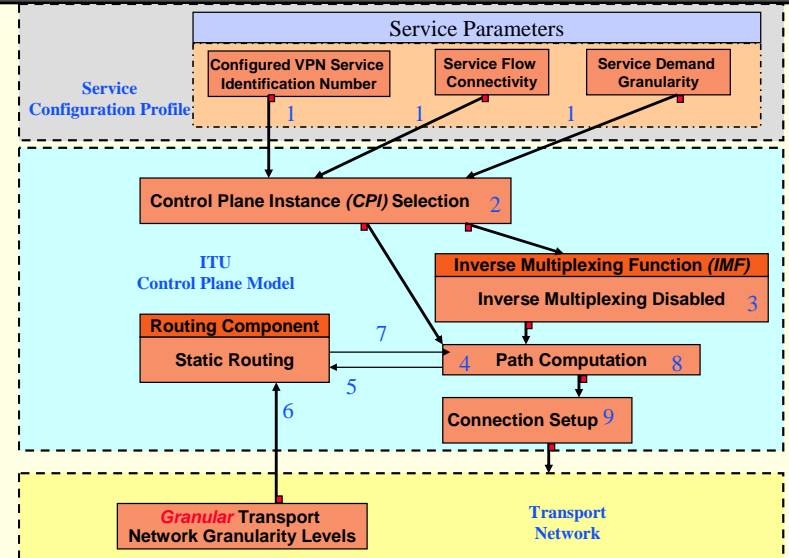 Service Parameters
Configured VPN Service
Identification Number
Service Flow
Connectivity
Service Demand
Granularity
Service
Configuration Profile
1
1
1
Control Plane Instance (CPI) Selection 2
ITU
Control Plane Model
Inverse Multiplexing Function (IMF)
Inverse Multiplexing Disabled 3
Routing Component
Static Routing
7
5
4 Path Computation 8
6
Connection Setup 9
Granular Transport
Network Granularity Levels
Transport
Network